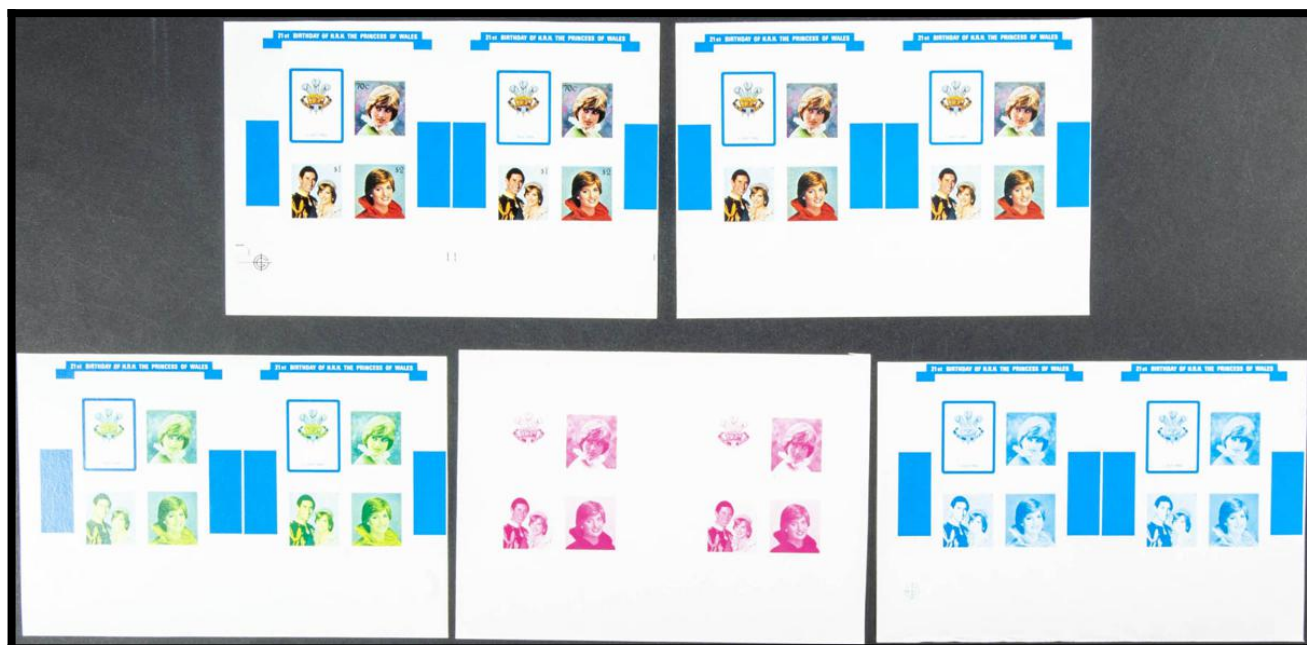 21st BIRTHDAY OF H.R.H. THE PRINCESS OF WALES
21st BIRTHDAY OF H.R.H. THE PRINCESS OF WALES
21st BIRTHDAY OF H.R.H. THE PRINCESS OF WALES
21st BIRTHDAY OF H.R.H. THE PRINCESS OF WALES
70c
70c
$1
$2
$1
$2
21st BIRTHDAY OF H.R.H. THE PRINCESS OF WALES
21st BIRTHDAY OF H.R.H. THE PRINCESS OF WALES
21st BIRTHDAY OF H.R.H. THE PRINCESS OF WALES
21st BIRTHDAY OF H.R.H. THE PRINCESS OF WALES